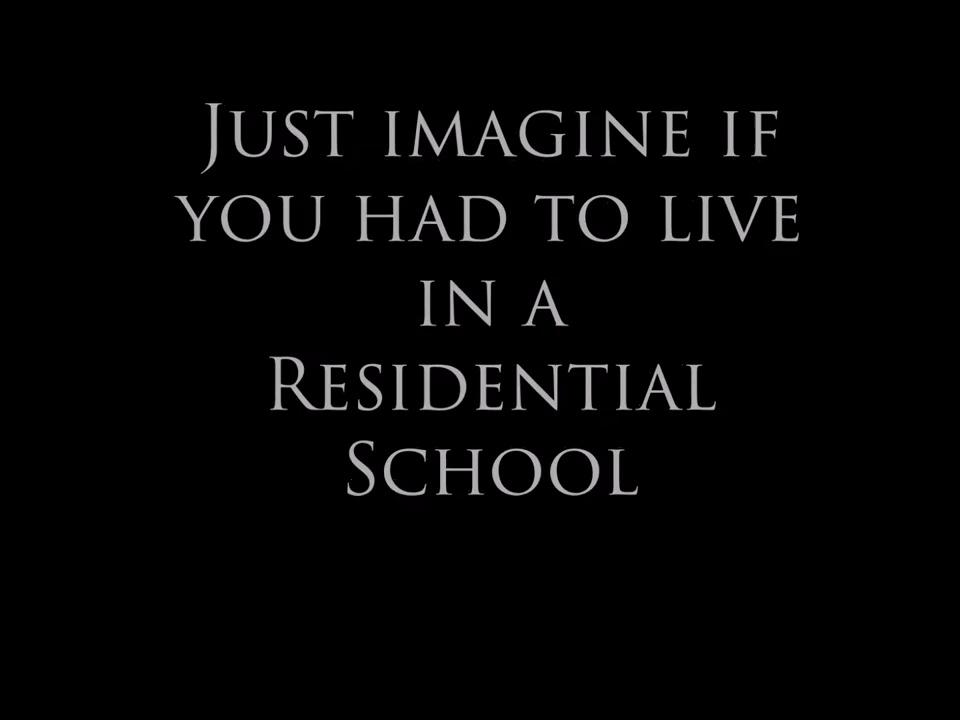 Just imagine if
you had to live
in a
Residential
School